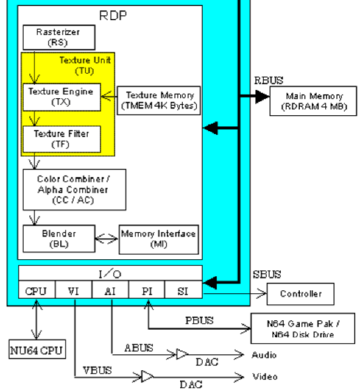 RDP
Rasterizer
(RS)
Texture Unit
(TU)
Texture Engine
(TX)
Texture Memory
(TMEM 4K Bytes)
Texture Filter
(TF)
Color Combiner /
Alpha Combiner
(CC / AC)
Blender
(BL)
Memory Interface
(MI)
RBUS
Main Memory
(RDRAM 4 MB)
I/O
CPU VI AI PI SI
SBUS
Controller
PBUS
N64 Game Pak /
N64 Disk Drive
NU64 CPU
ABUS
DAC
Audio
VBUS
DAC
Video